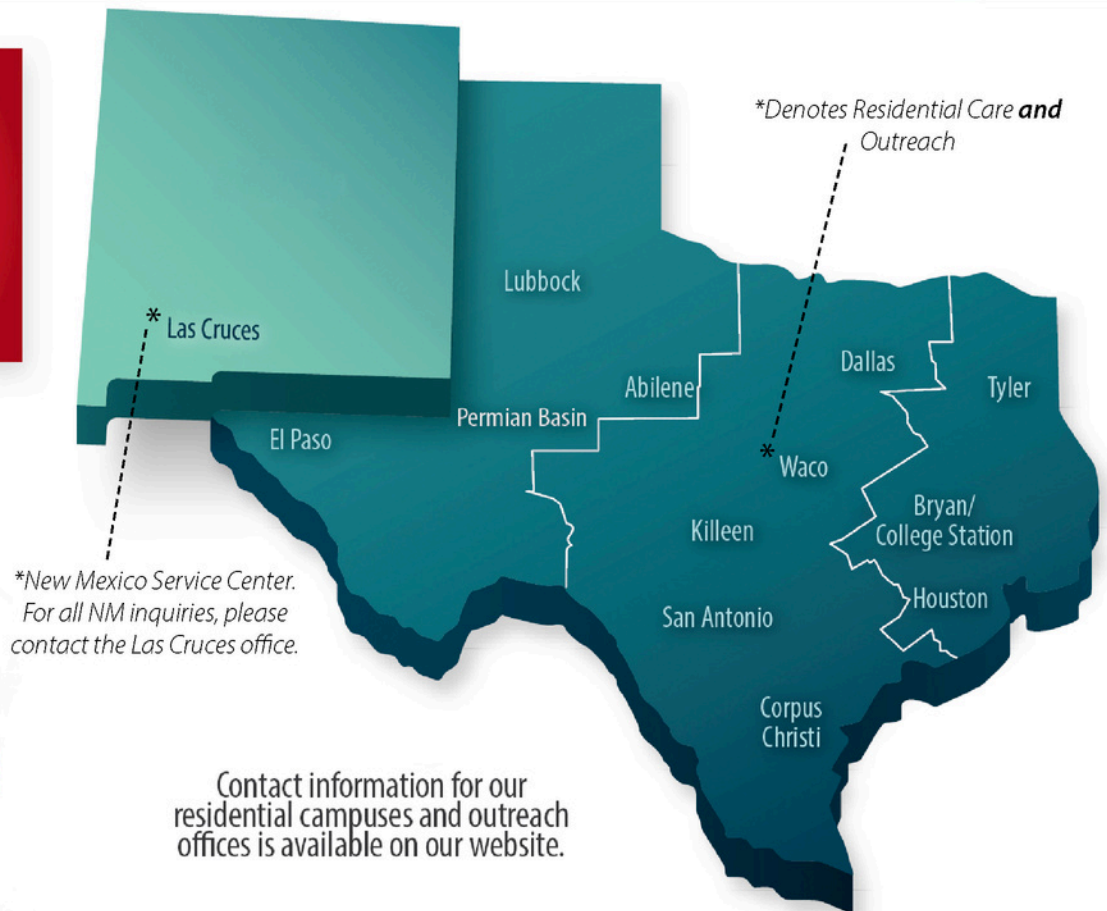 *Denotes Residential Care and
Outreach
Lubbock
* Las Cruces
Dallas
Abilene
Tyler
Permian Basin
El Paso
* Waco
Bryan/
College Station
Killeen
*New Mexico Service Center.
For all NM inquiries, please
contact the Las Cruces office.
Houston
San Antonio
Corpus
Christi
Contact information for our
residential campuses and outreach
offices is available on our website.